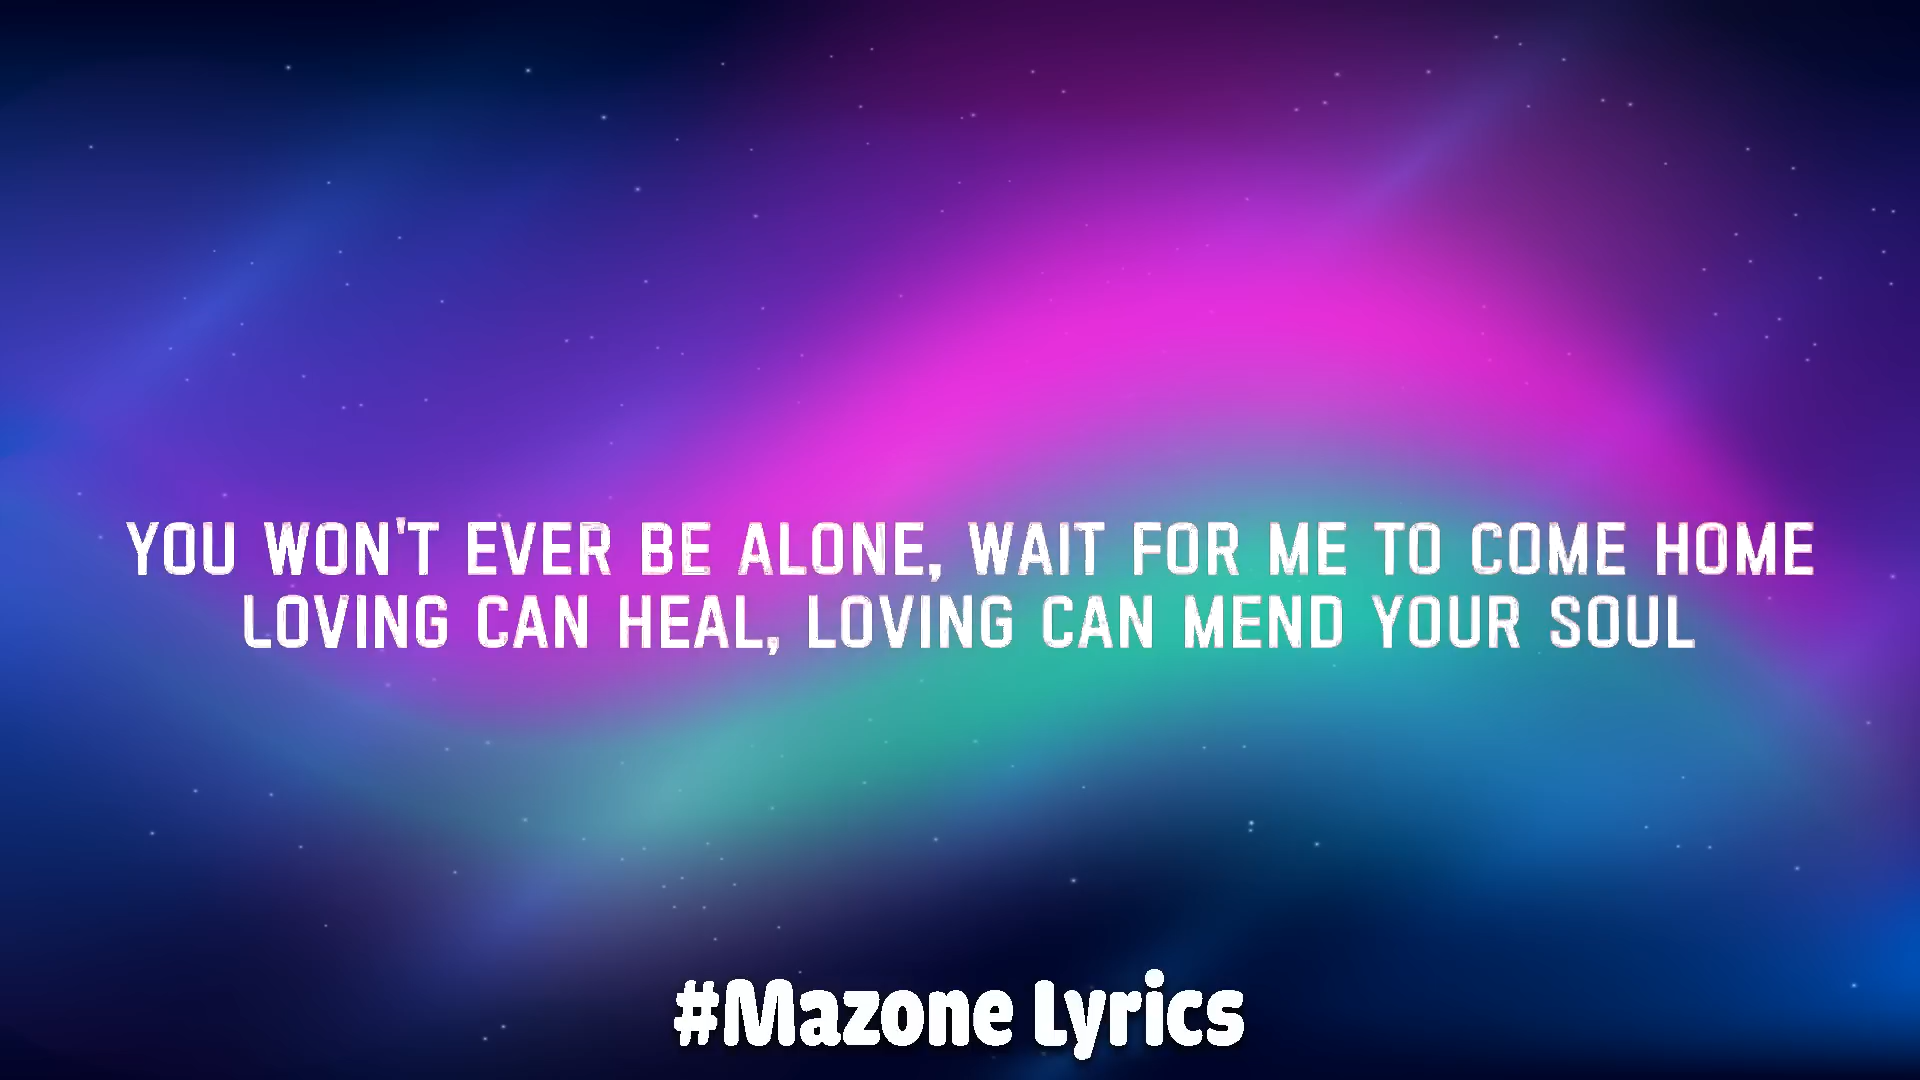 YOU WON'T EVER BE ALONE, WAIT FOR ME TO COME HOME
LOVING CAN HEAL, LOVING CAN MEND YOUR SOUL
#Mazone Lyrics